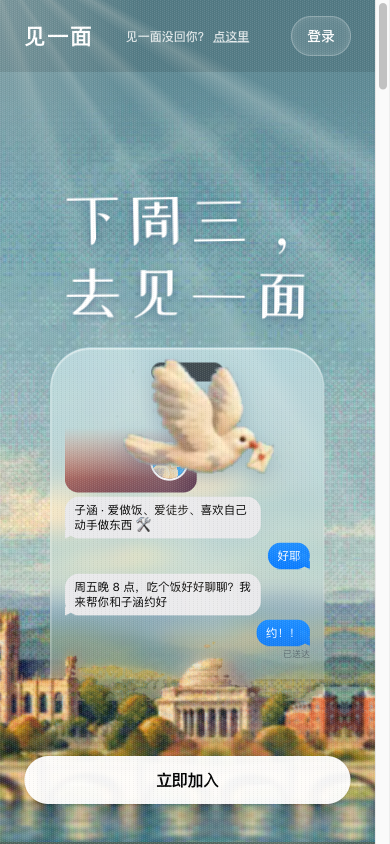 见一面
见一面没回你？ 点这里
登录
下周三，
去见一面
子涵 · 爱做饭、爱徒步、喜欢自己
动手做东西 🛠️
好耶
周五晚 8 点，吃个饭好好聊聊？我
来帮你和子涵约好
约！！
已送达
立即加入